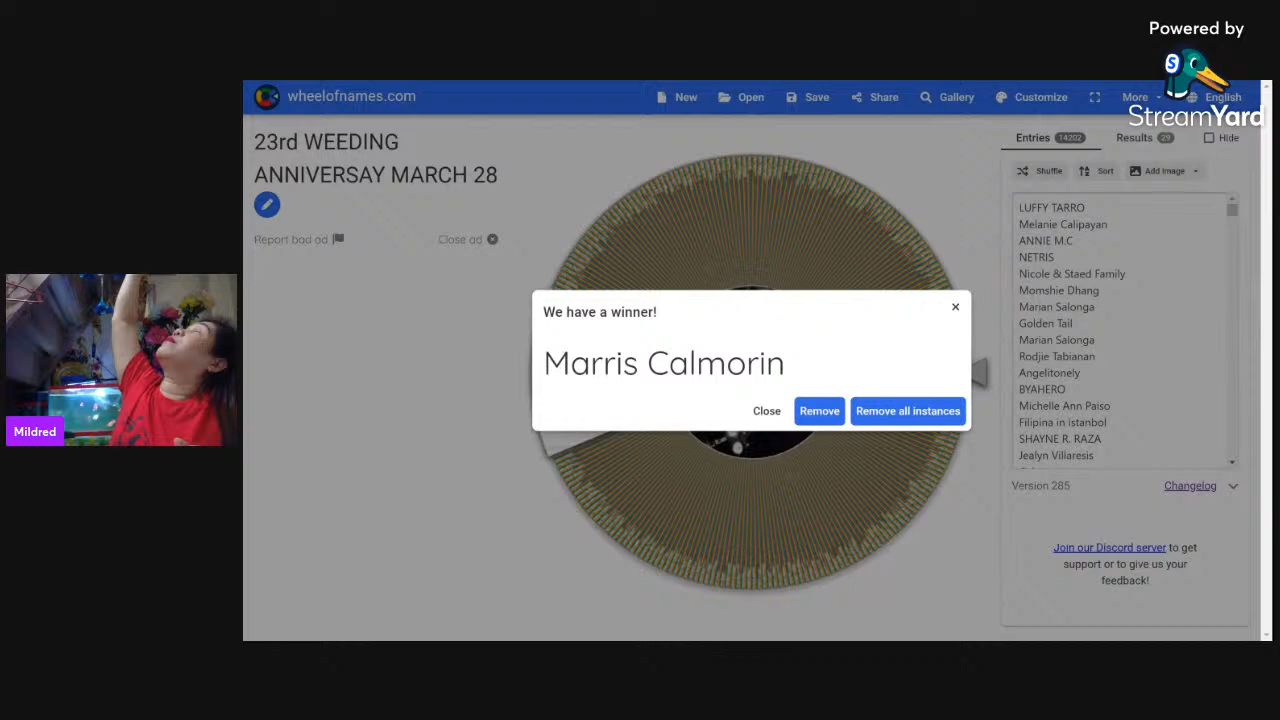 Powered by
StreamYard
wheelofnames.com
New
Open
Save
Share
Gallery
Customize
More
English
23rd WEEDING
ANNIVERSAY MARCH 28
Report bad ad
Close ad
Entries 14202
Results 29
Hide
Shuffle
Sort
Add Image
LUFFY TARRO
Melanie Calipayan
ANNIE M.C
NETRIS
Nicole & Staed Family
Momshie Dhang
Marian Salonga
Golden Tail
Marian Salonga
Rodjie Tabianan
Angelitonely
BYAHERO
Michelle Ann Paiso
Filipina in istanbol
SHAYNE R. RAZA
Jealyn Villaresis
Version 285
Changelog
Join our Discord server to get
support or to give us your
feedback!
We have a winner!
Marris Calmorin
Close
Remove
Remove all instances
Mildred